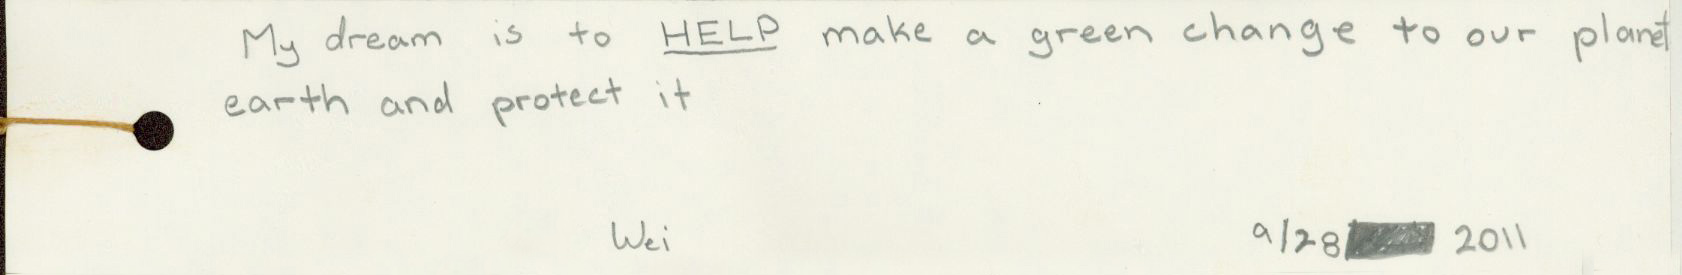 My dream is to HELP make a green change to our planet
earth and protect it
Wei 9/28 2011